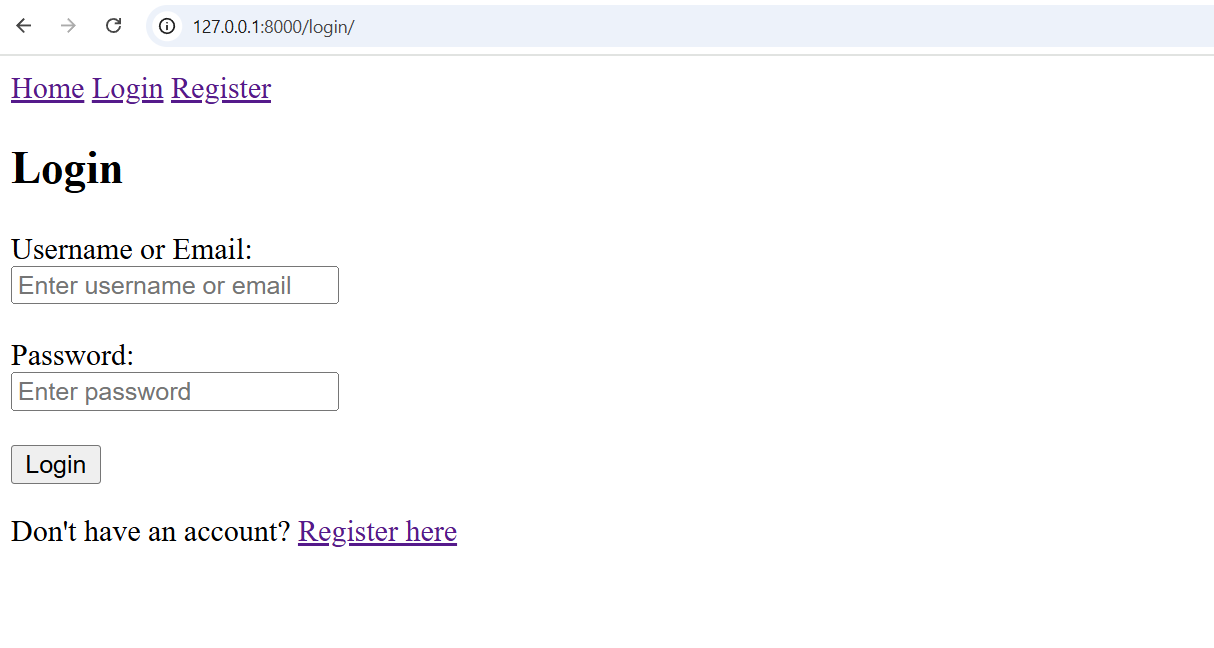 127.0.0.1:8000/login/
Home Login Register
Login
Username or Email:
Enter username or email
Password:
Enter password
Login
Don't have an account? Register here